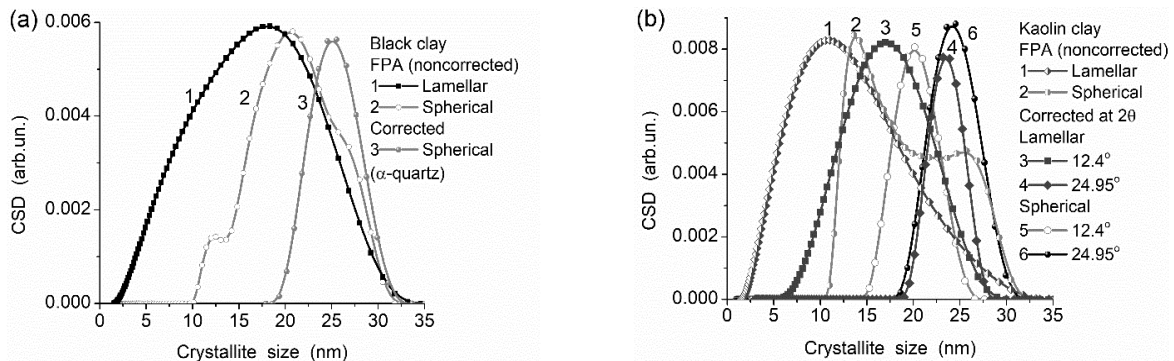 (a)
0.006
0.004
0.002
0.000
CSD (arb.un.)
0 5 10 15 20 25 30 35
Crystallite size (nm)
1
2
3
Black clay
FPA (noncorrected)
1 Lamellar
2 Spherical
Corrected
3 Spherical
(α-quartz)
(b)
0.008
0.006
0.004
0.002
0.000
CSD (arb.un.)
0 5 10 15 20 25 30 35
Crystallite size (nm)
1
2
3
5
4
6
Kaolin clay
FPA (noncorrected)
1 Lamellar
2 Spherical
Corrected at 2θ
Lamellar
3 12.4°
4 24.95°
Spherical
5 12.4°
6 24.95°